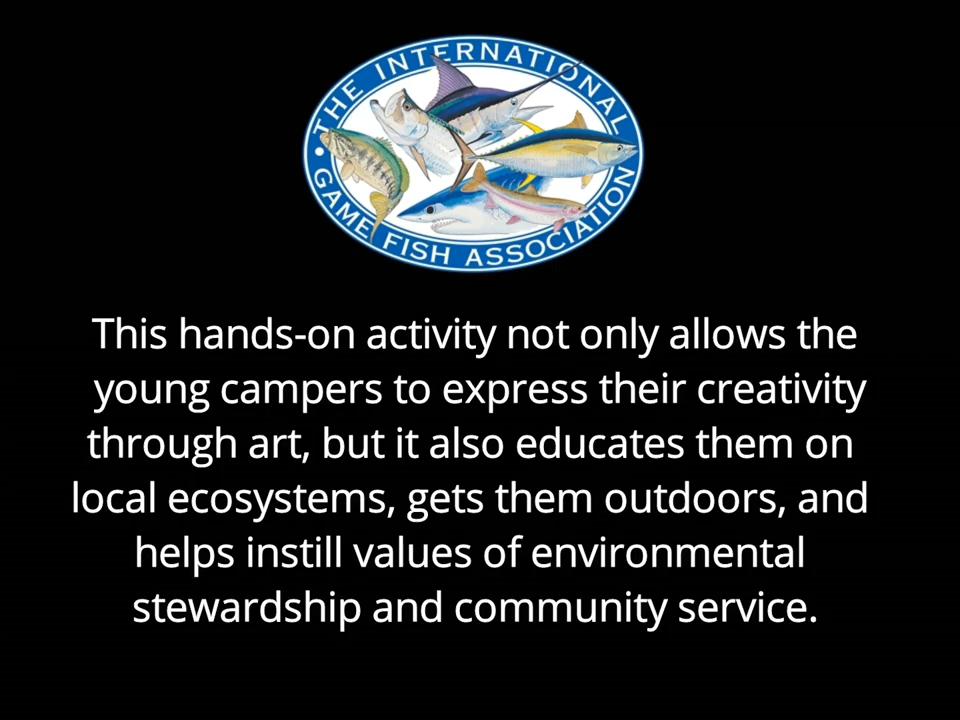 THE INTERNATIONAL
GAME FISH ASSOCIATION
This hands-on activity not only allows the
young campers to express their creativity
through art, but it also educates them on
local ecosystems, gets them outdoors, and
helps instill values of environmental
stewardship and community service.